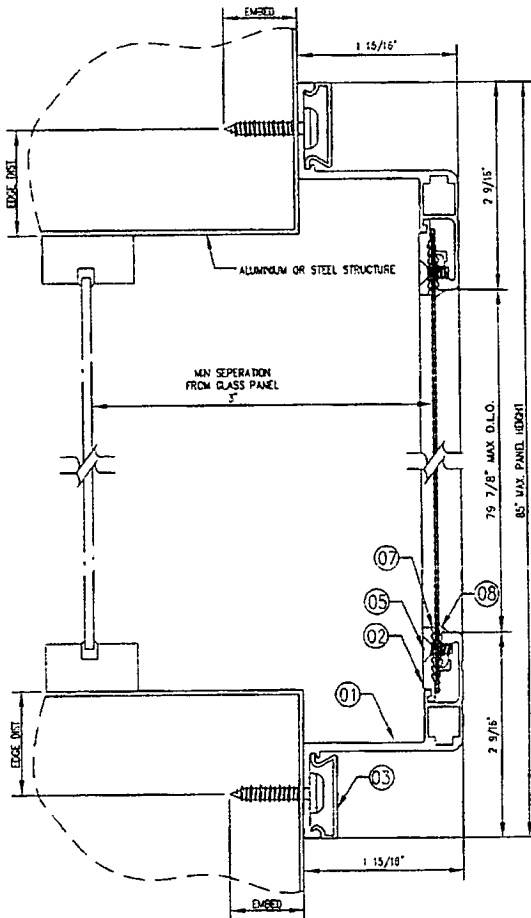 EMBED
1 15/16"
EDGE DIST.
2 9/16"
ALUMINUM OR STEEL STRUCTURE
MIN SEPERATION
FROM GLASS PANEL
3"
79 7/8" MAX D.L.O.
85" MAX. PANEL HEIGHT
07
08
05
02
01
EDGE DIST
03
2 9/16"
1 15/16"
EMBED